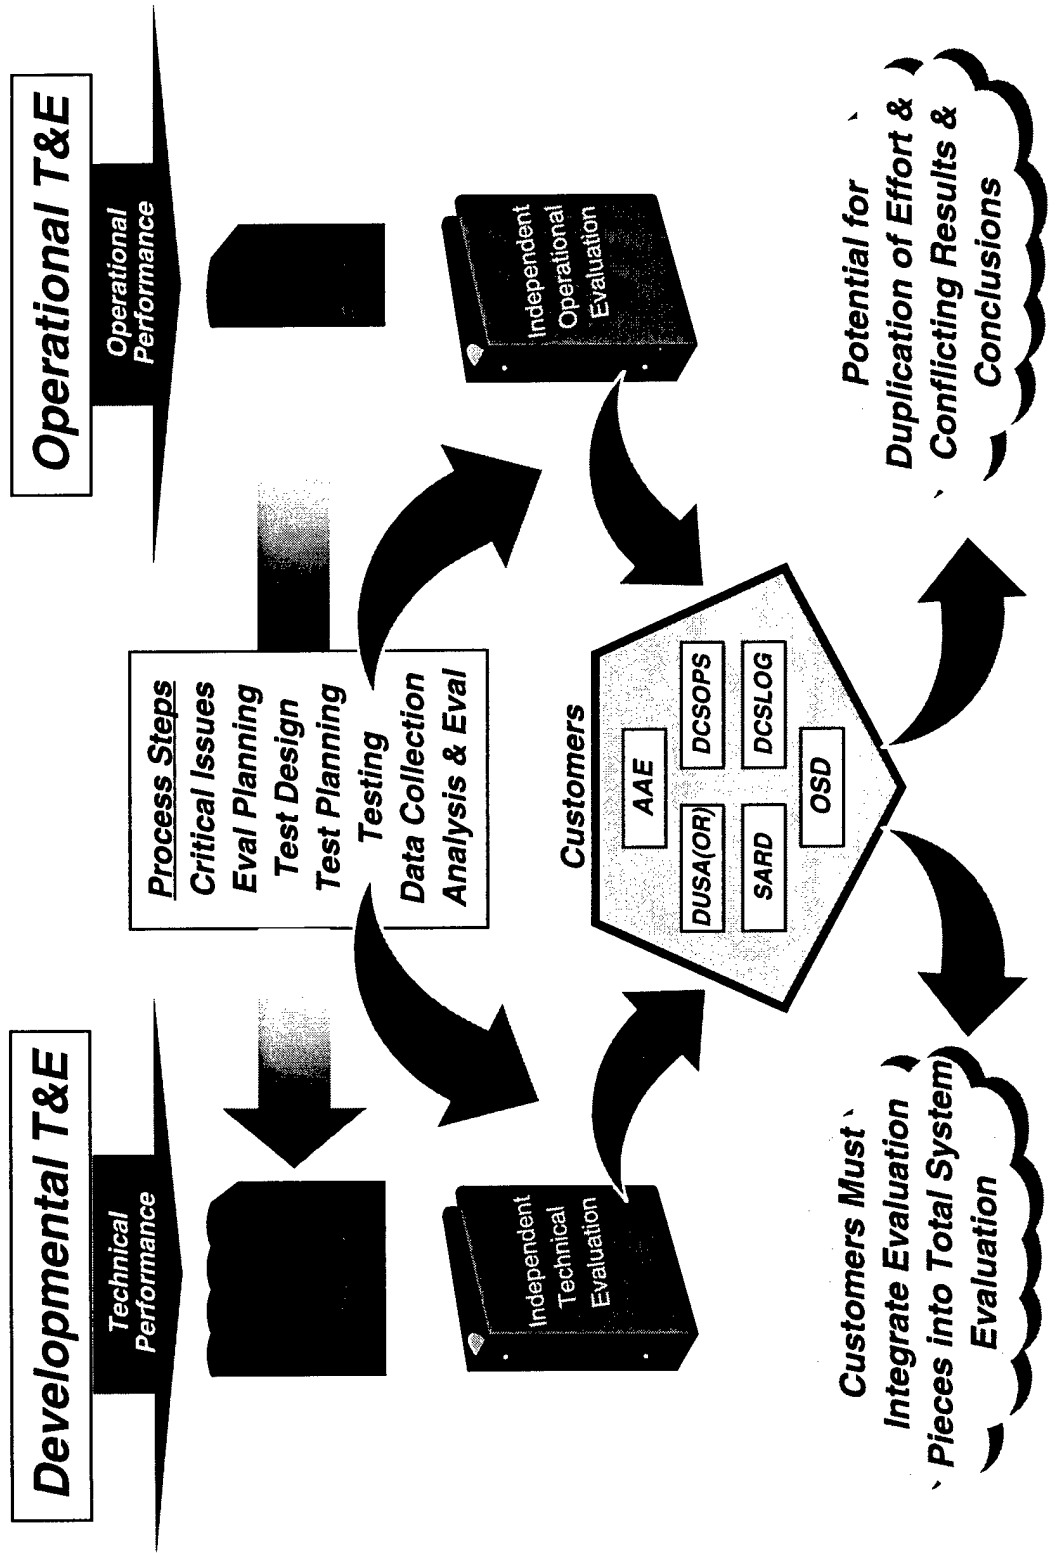 Developmental T&E
Operational T&E
Technical
Performance
Operational
Performance
Process Steps
Critical Issues
Eval Planning
Test Design
Test Planning
Testing
Data Collection
Analysis & Eval
Independent
Technical
Evaluation
Independent
Operational
Evaluation
Customers
AAE
DUSA(OR)
DCSOPS
SARD
DCSLOG
OSD
Customers Must
Integrate Evaluation
Pieces into Total System
Evaluation
Potential for
Duplication of Effort &
Conflicting Results &
Conclusions